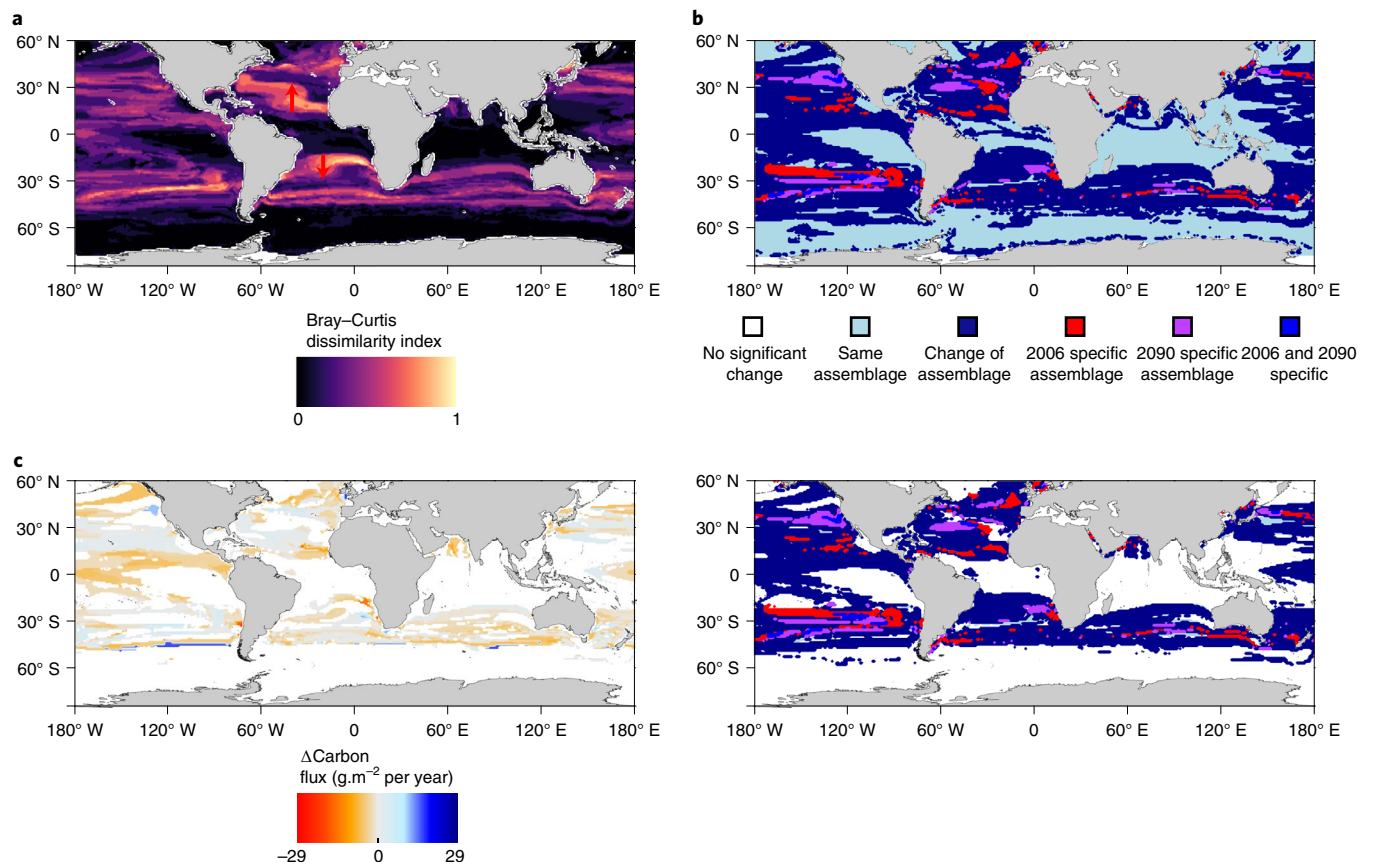 a
60° N
30° N
0
30° S
60° S
180° W
120° W
60° W
0
60° E
120° E
180° E
Bray–Curtis
dissimilarity index
0
1
b
60° N
30° N
0
30° S
60° S
180° W
120° W
60° W
0
60° E
120° E
180° E
No significant
change
Same
assemblage
Change of
assemblage
2006 specific
assemblage
2090 specific
assemblage
2006 and 2090
specific
c
60° N
30° N
0
30° S
60° S
180° W
120° W
60° W
0
60° E
120° E
180° E
ΔCarbon
flux (g.m⁻² per year)
–29
0
29
60° N
30° N
0
30° S
60° S
180° W
120° W
60° W
0
60° E
120° E
180° E